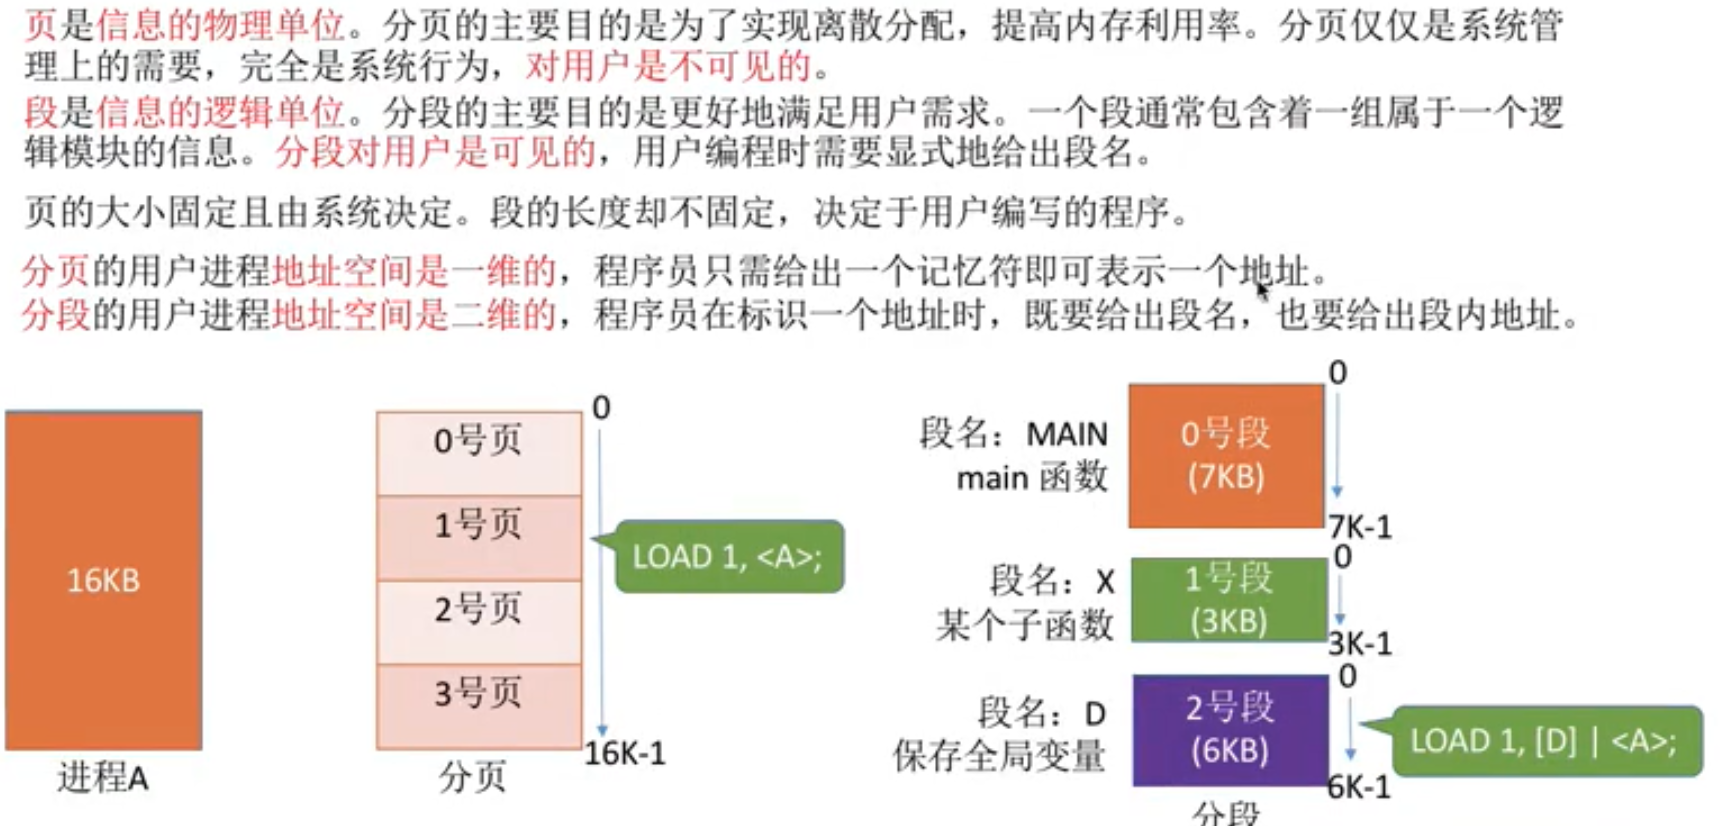 页是信息的物理单位。分页的主要目的是为了实现离散分配，提高内存利用率。分页仅仅是系统管
理上的需要，完全是系统行为，对用户是不可见的。
段是信息的逻辑单位。分段的主要目的是更好地满足用户需求。一个段通常包含着一组属于一个逻
辑模块的信息。分段对用户是可见的，用户编程时需要显式地给出段名。
页的大小固定且由系统决定。段的长度却不固定，决定于用户编写的程序。
分页的用户进程地址空间是一维的，程序员只需给出一个记忆符即可表示一个地址。
分段的用户进程地址空间是二维的，程序员在标识一个地址时，既要给出段名，也要给出段内地址。
16KB
进程A
0
0号页
1号页
2号页
3号页
16K-1
LOAD 1, <A>;
分页
段名：MAIN
main 函数
0号段
(7KB)
0
7K-1
段名：X
某个子函数
1号段
(3KB)
0
3K-1
段名：D
保存全局变量
2号段
(6KB)
0
6K-1
LOAD 1, [D] | <A>;
分段